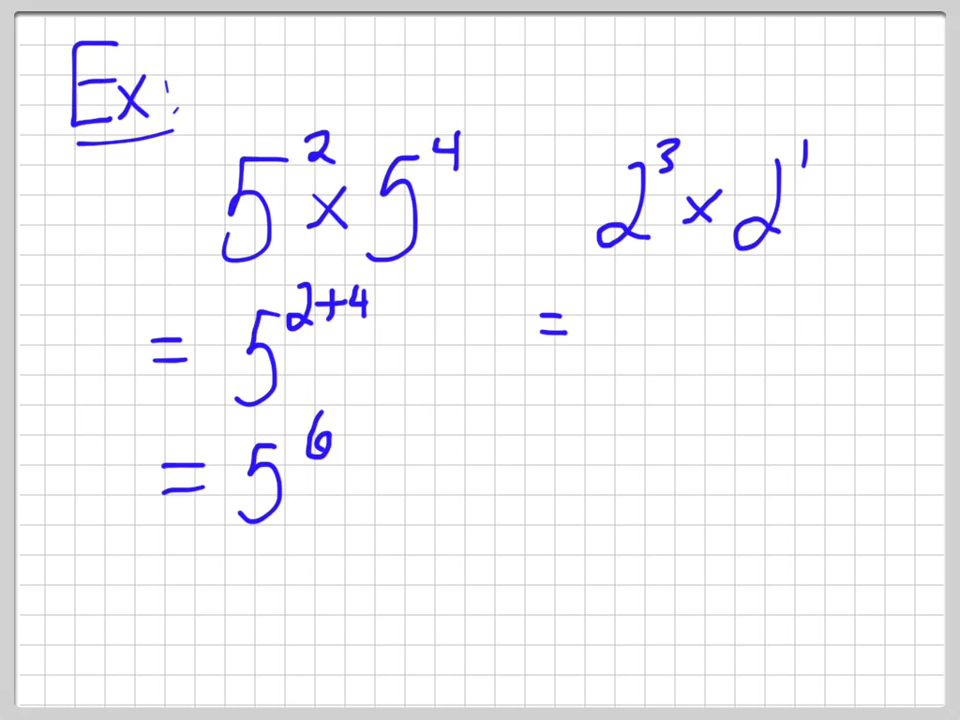 Ex:
5² × 5⁴
= 5²⁺⁴
= 5⁶
2³ × 2¹
=